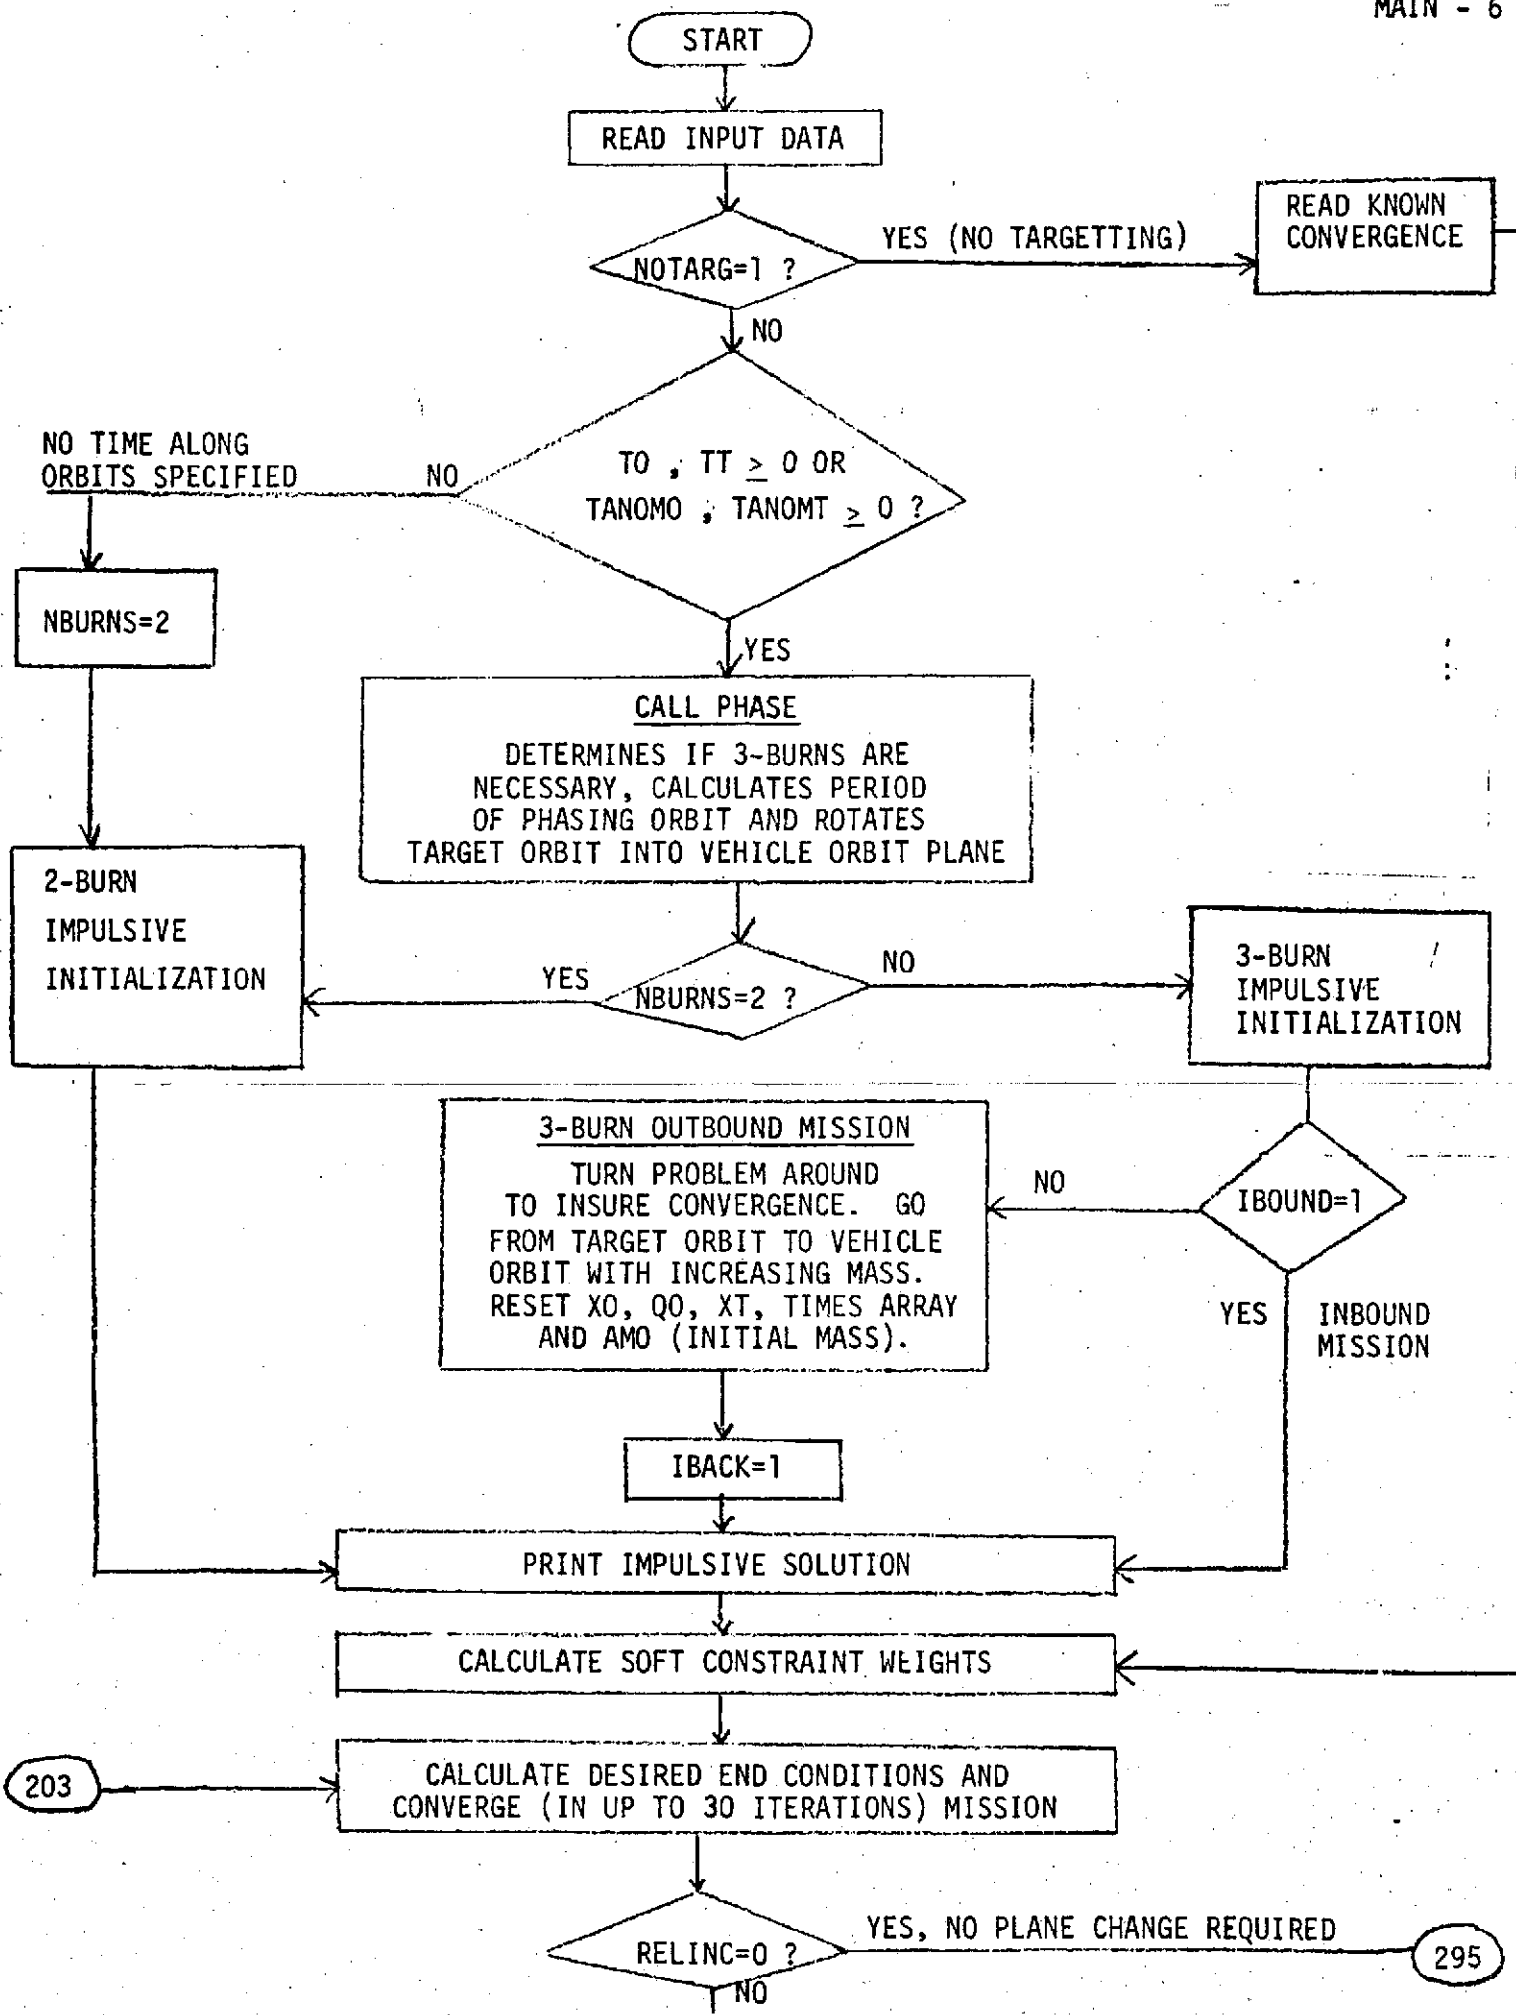 MAIN - 6
START
READ INPUT DATA
NOTARG=1 ?
YES (NO TARGETTING)
READ KNOWN
CONVERGENCE
NO
NO TIME ALONG
ORBITS SPECIFIED
NO
TO , TT ≥ 0 OR
TANOMO , TANOMT ≥ 0 ?
NBURNS=2
YES
CALL PHASE
DETERMINES IF 3-BURNS ARE
NECESSARY, CALCULATES PERIOD
OF PHASING ORBIT AND ROTATES
TARGET ORBIT INTO VEHICLE ORBIT PLANE
2-BURN
IMPULSIVE
INITIALIZATION
YES
NBURNS=2 ?
NO
3-BURN
IMPULSIVE
INITIALIZATION
3-BURN OUTBOUND MISSION
TURN PROBLEM AROUND
TO INSURE CONVERGENCE. GO
FROM TARGET ORBIT TO VEHICLE
ORBIT WITH INCREASING MASS.
RESET XO, QO, XT, TIMES ARRAY
AND AMO (INITIAL MASS).
NO
IBOUND=1
YES
INBOUND
MISSION
IBACK=1
PRINT IMPULSIVE SOLUTION
CALCULATE SOFT CONSTRAINT WEIGHTS
203
CALCULATE DESIRED END CONDITIONS AND
CONVERGE (IN UP TO 30 ITERATIONS) MISSION
RELINC=0 ?
YES, NO PLANE CHANGE REQUIRED
295
NO